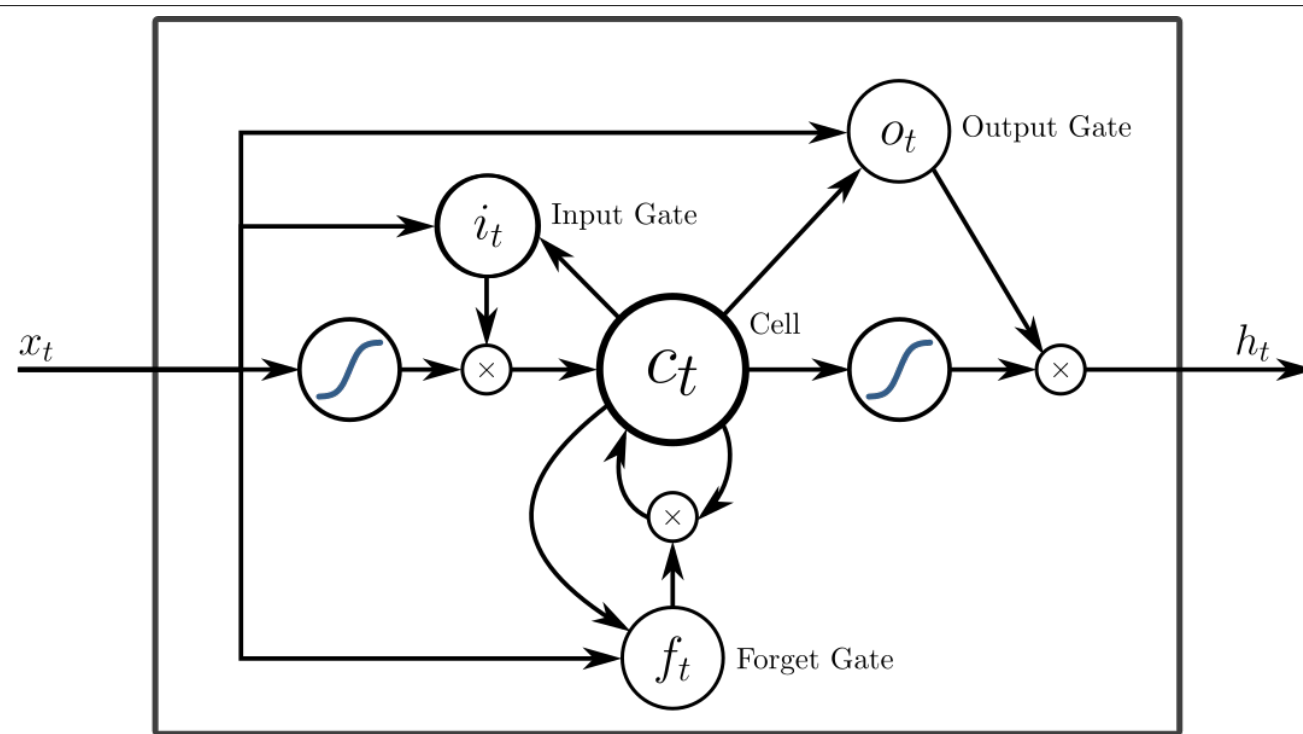 o_t Output Gate
i_t Input Gate
Cell
x_t
×
c_t
×
h_t
×
f_t Forget Gate